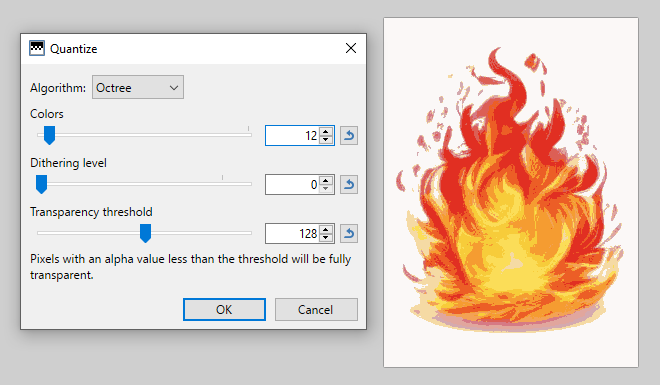 Quantize
Algorithm: Octree
Colors
12
Dithering level
0
Transparency threshold
128
Pixels with an alpha value less than the threshold will be fully
transparent.
OK Cancel